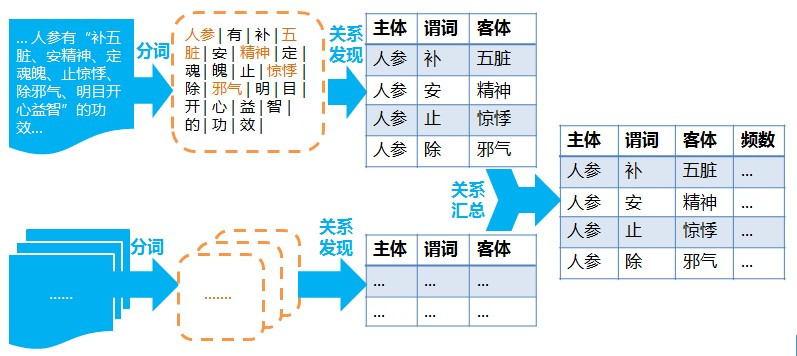 … 人参有“补五
脏、安精神、定
魂魄、止惊悸、
除邪气、明目开
心益智”的功
效…
分词
人参 | 有 | 补 | 五
脏 | 安 | 精神 | 定 |
魂 | 魄 | 止 | 惊悸 |
除 | 邪气 | 明 | 目 |
开 | 心 | 益 | 智 |
的 | 功 | 效 |
关系
发现
主体 谓词 客体
人参 补 五脏
人参 安 精神
人参 止 惊悸
人参 除 邪气
关系
汇总
主体 谓词 客体 频数
人参 补 五脏 ...
人参 安 精神 ...
人参 止 惊悸 ...
人参 除 邪气 ...
……
分词
…….
关系
发现
主体 谓词 客体
... ... ...
... ... ...